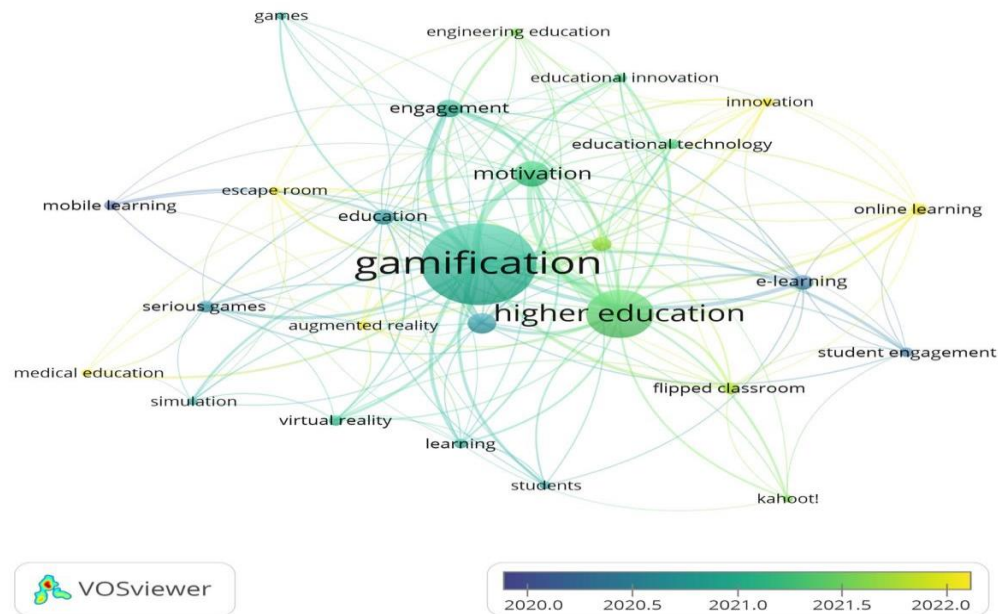 games
engineering education
educational innovation
engagement
innovation
educational technology
motivation
escape room
mobile learning
education
online learning
gamification
e-learning
serious games
higher education
augmented reality
student engagement
medical education
flipped classroom
simulation
virtual reality
learning
students
kahoot!
VOSviewer
2020.0 2020.5 2021.0 2021.5 2022.0